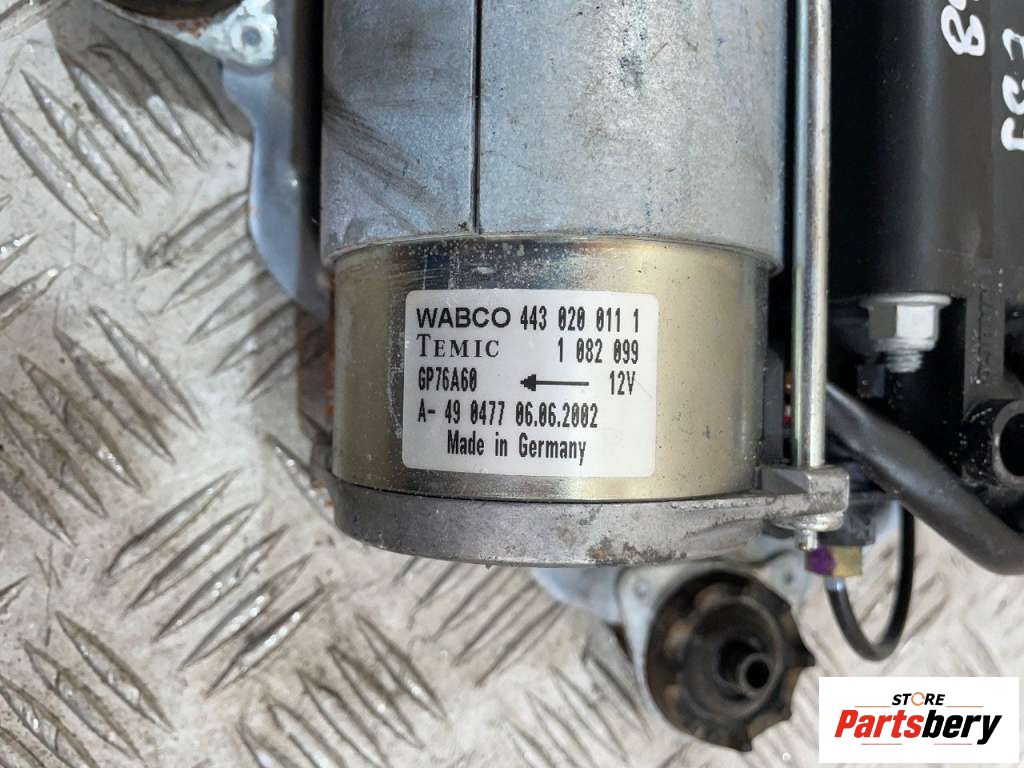 WABCO 443 020 011 1
TEMIC 1 082 099
GP76A60 12V
A- 49 0477 06.06.2002
Made in Germany
STORE
Partsbery